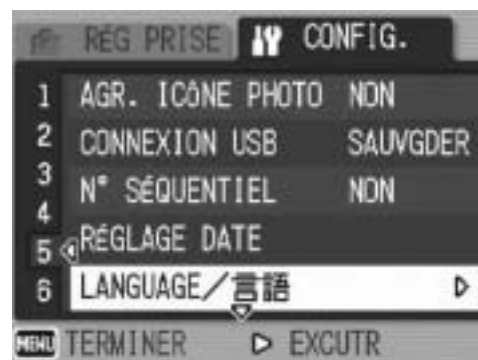 RÉG PRISE CONFIG.
1 AGR. ICÔNE PHOTO NON
2 CONNEXION USB SAUVGDER
3 N° SÉQUENTIEL NON
4
5 RÉGLAGE DATE
6 LANGUAGE/言語
MENU TERMINER EXCUTR